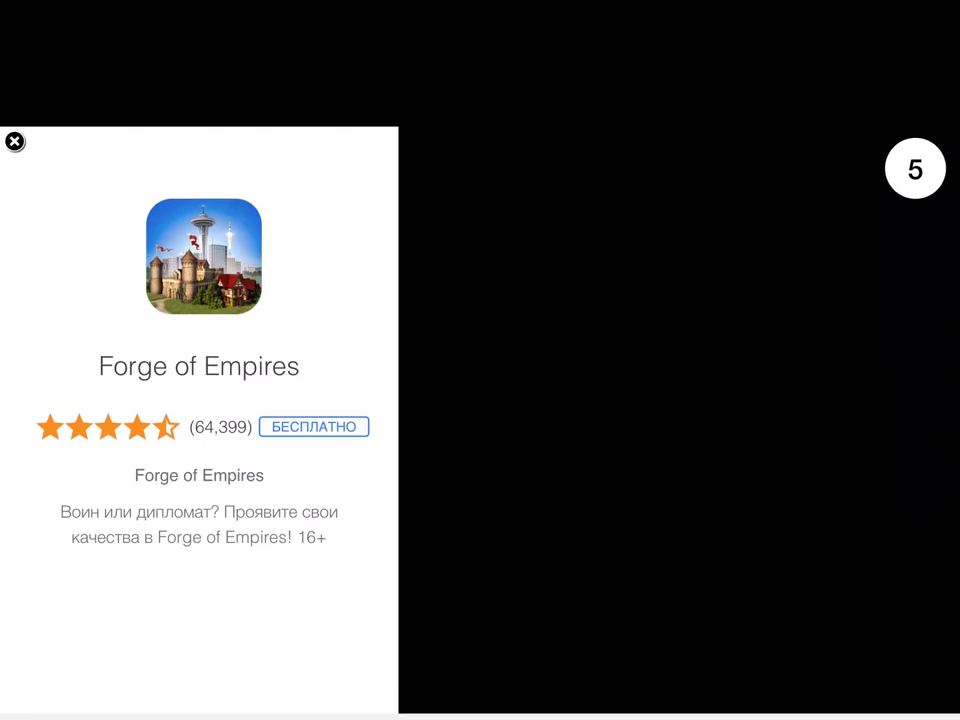 5
Forge of Empires
(64,399) БЕСПЛАТНО
Forge of Empires
Воин или дипломат? Проявите свои
качества в Forge of Empires! 16+